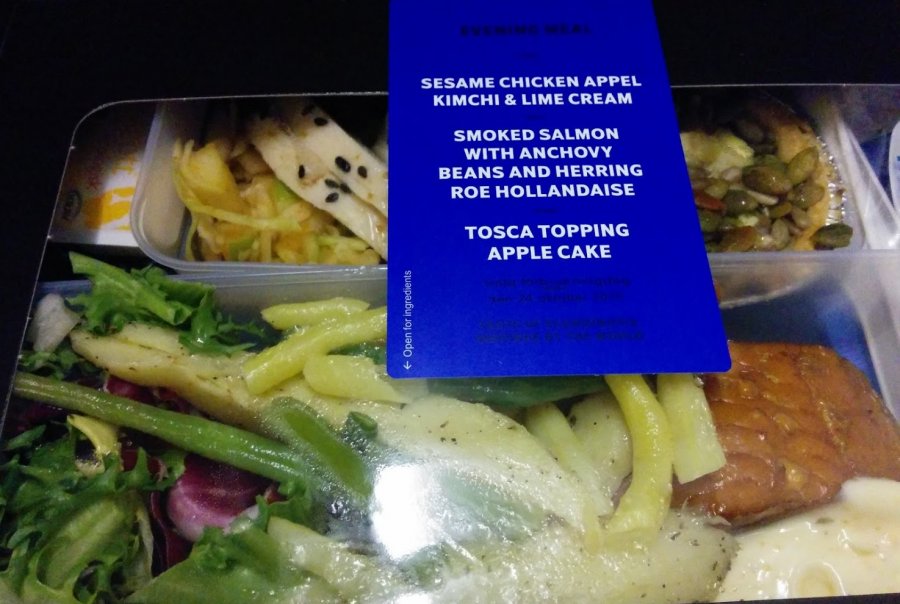 EVENING MEAL
SESAME CHICKEN APPEL
KIMCHI & LIME CREAM
SMOKED SALMON
WITH ANCHOVY
BEANS AND HERRING
ROE HOLLANDAISE
TOSCA TOPPING
APPLE CAKE
← Open for ingredients